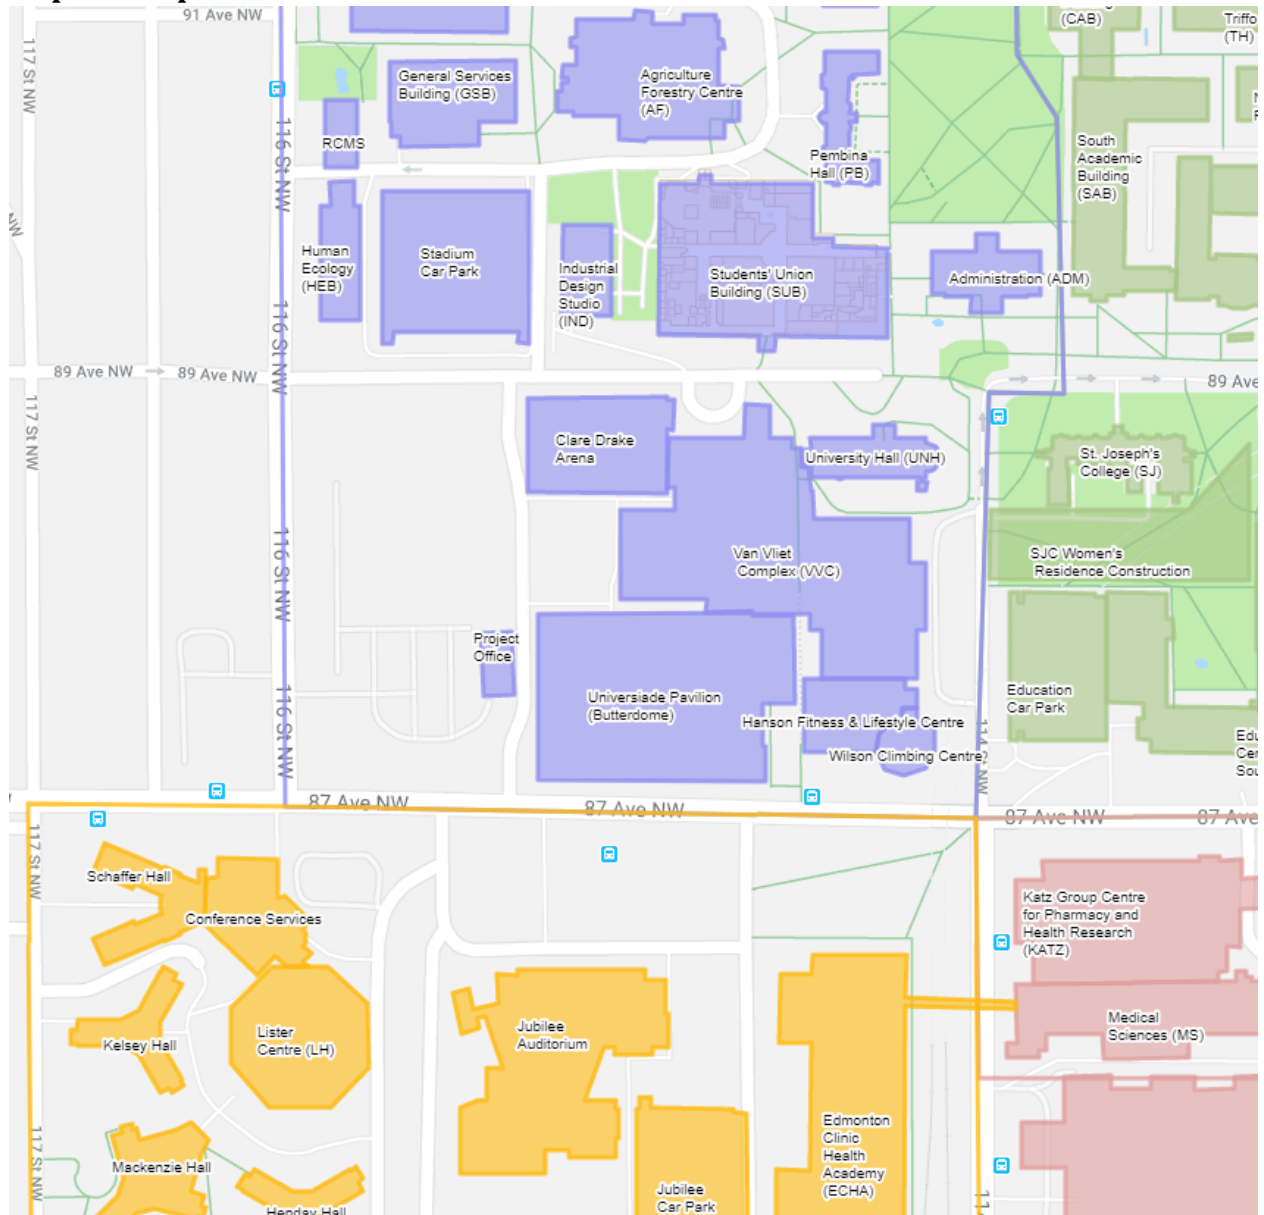 91 Ave NW
(CAB)
Triffo
(TH)
117 St NW
General Services
Building (GSB)
Agriculture
Forestry Centre
(AF)
RCMS
116 St NW
Pembina
Hall (PB)
South
Academic
Building
(SAB)
NW
Human
Ecology
(HEB)
Stadium
Car Park
Industrial
Design
Studio
(IND)
Students' Union
Building (SUB)
Administration (ADM)
116 St NW
89 Ave NW
89 Ave NW
89 Ave
117 St NW
Clare Drake
Arena
University Hall (UNH)
St. Joseph's
College (SJ)
116 St NW
Van Vliet
Complex (VVC)
SJC Women's
Residence Construction
Project
Office
116 St NW
Universiade Pavilion
(Butterdome)
Education
Car Park
Hanson Fitness & Lifestyle Centre
Wilson Climbing Centre
Edu
Cen
Sou
87 Ave NW
87 Ave NW
87 Ave NW
87 Ave
117 St NW
Schaffer Hall
Conference Services
Katz Group Centre
for Pharmacy and
Health Research
(KATZ)
Kelsey Hall
Lister
Centre (LH)
Jubilee
Auditorium
Medical
Sciences (MS)
117 St NW
Mackenzie Hall
Edmonton
Clinic
Health
Academy
(ECHA)
Jubilee
Car Park
Henday Hall